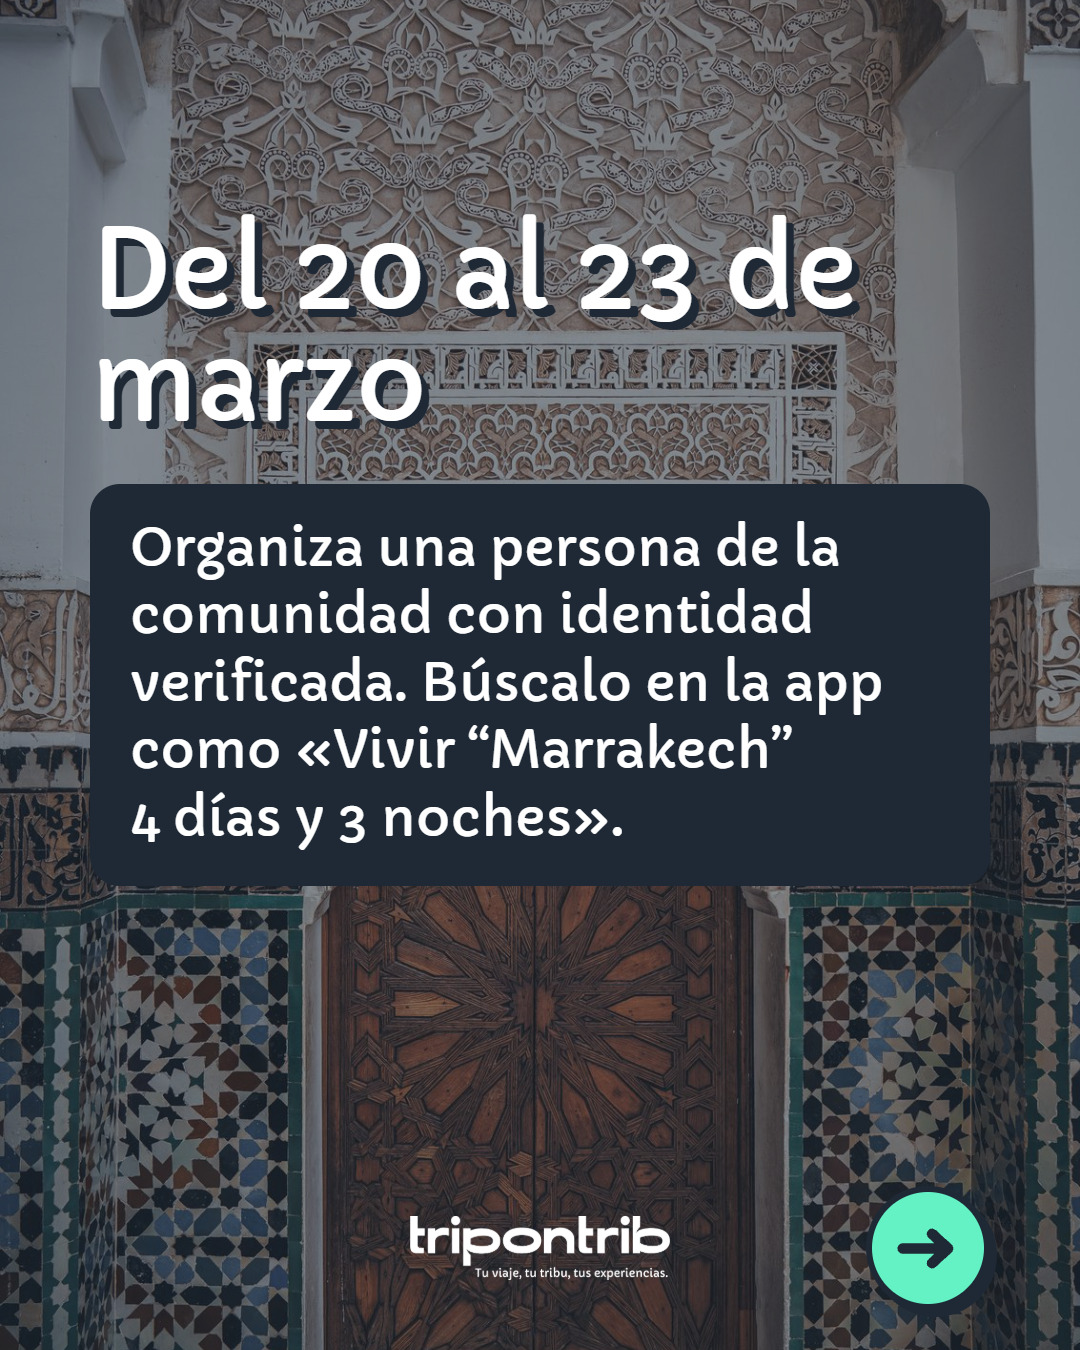 Del 20 al 23 de
marzo
Organiza una persona de la
comunidad con identidad
verificada. Búscalo en la app
como «Vivir “Marrakech”
4 días y 3 noches».
tripontrib
Tu viaje, tu tribu, tus experiencias.